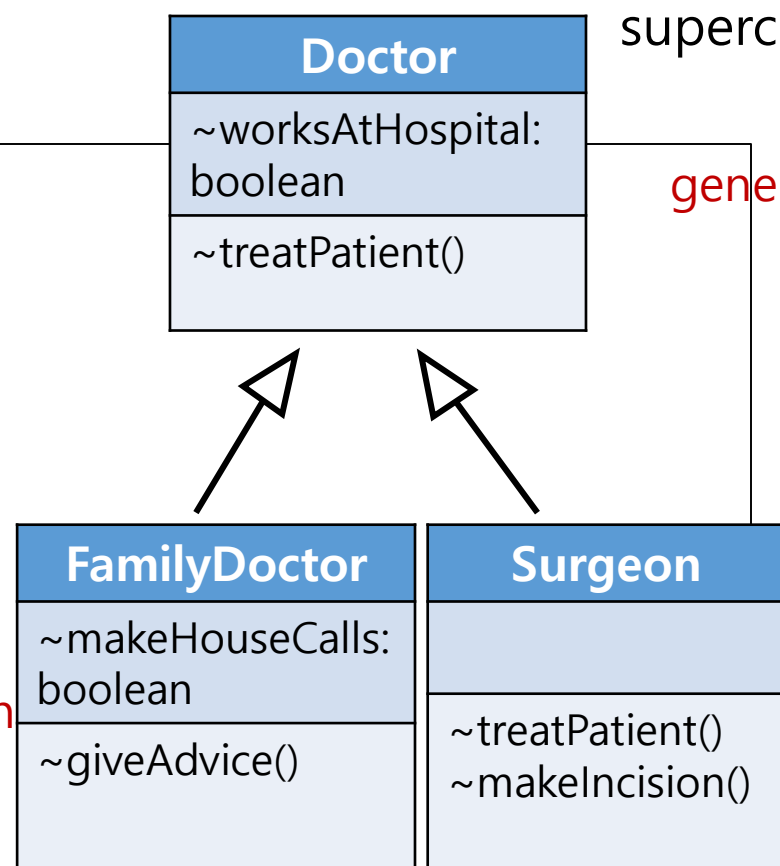 superc
Doctor
~worksAtHospital:
boolean
gene
~treatPatient()
FamilyDoctor
~makeHouseCalls:
boolean
n
~giveAdvice()
Surgeon
~treatPatient()
~makeIncision()